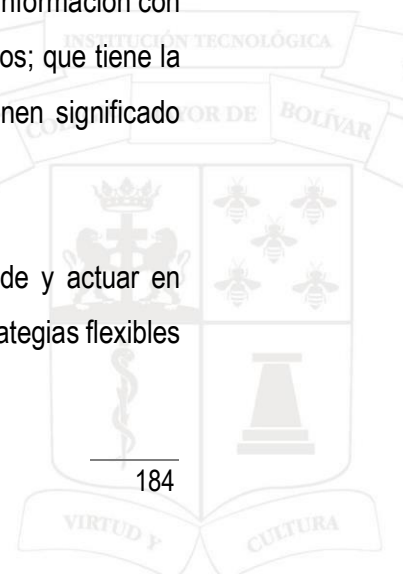 información con
INSTITUCIÓN TECNOLÓGICA
os; que tiene la
COLEGIO MAYOR DE BOLÍVAR
nen significado
de y actuar en
ategias flexibles
184
VIRTUD Y CULTURA